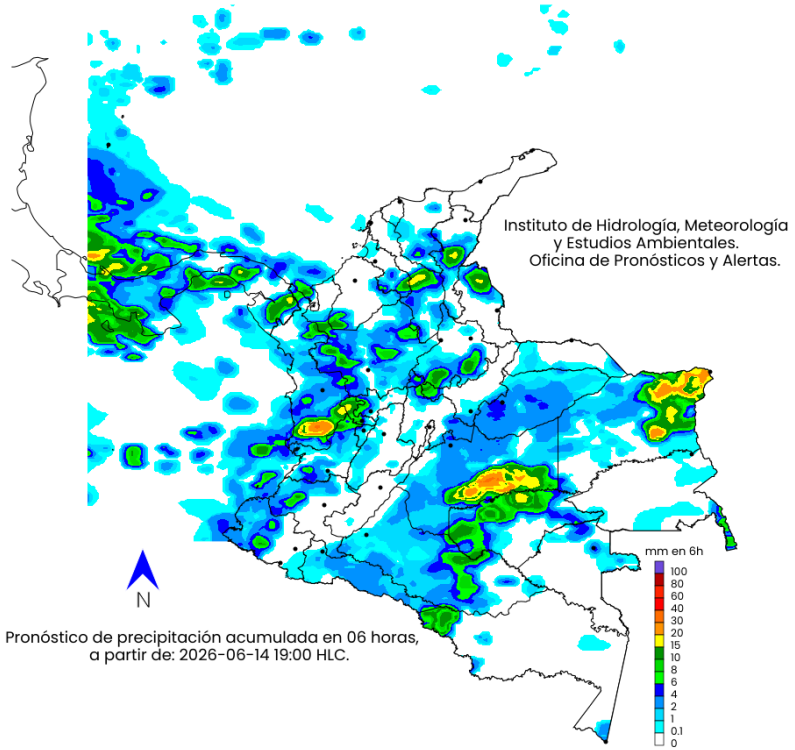 Instituto de Hidrología, Meteorología
y Estudios Ambientales.
Oficina de Pronósticos y Alertas.
mm en 6h
100
80
60
40
30
20
15
10
8
6
4
2
1
0.1
0
N
Pronóstico de precipitación acumulada en 06 horas,
a partir de: 2026-06-14 19:00 HLC.